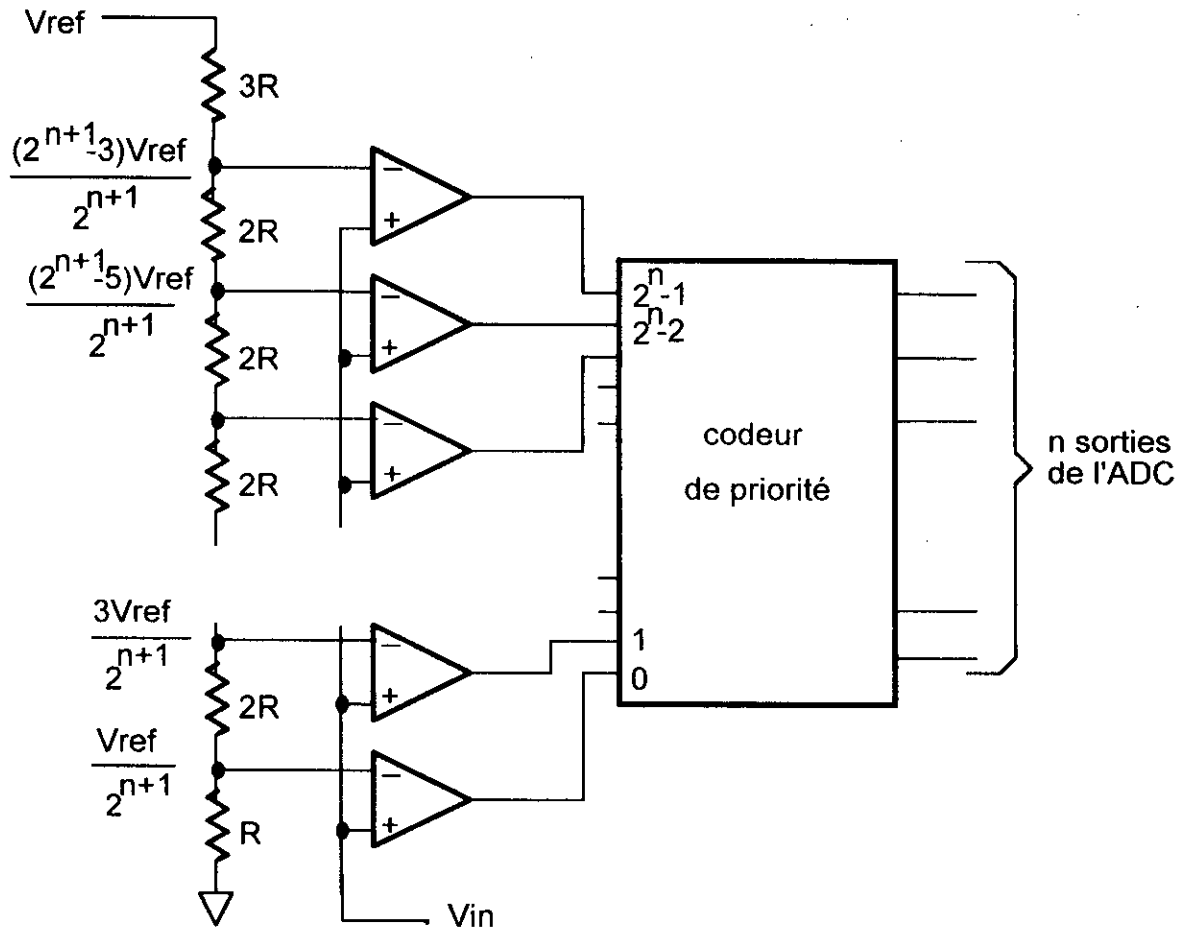 Vref
3R
(2^n+1-3)Vref
2^n+1
−
+
2R
(2^n+1-5)Vref
2^n+1
−
+
2^n-1
2^n-2
2R
−
+
2R
codeur
de priorité
n sorties
de l'ADC
3Vref
2^n+1
−
+
1
0
2R
Vref
2^n+1
−
+
R
Vin